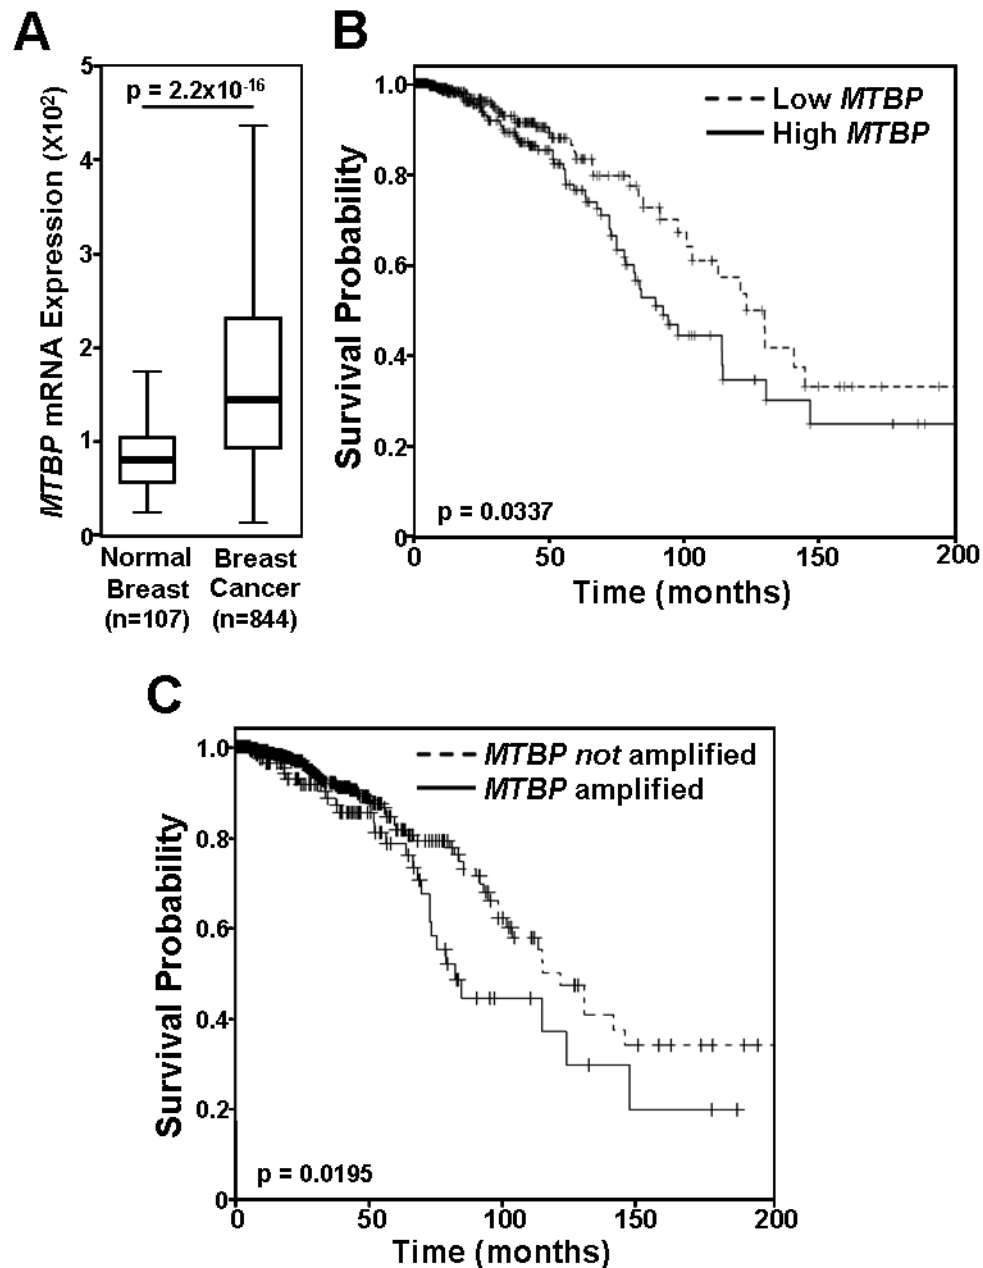 A
MTBP mRNA Expression (X10²)
5
4
3
2
1
0
p = 2.2x10⁻¹⁶
Normal Breast (n=107)
Breast Cancer (n=844)
B
Survival Probability
1.0
0.8
0.6
0.4
0.2
0
Low MTBP
High MTBP
p = 0.0337
0 50 100 150 200
Time (months)
C
Survival Probability
1.0
0.8
0.6
0.4
0.2
0
MTBP not amplified
MTBP amplified
p = 0.0195
0 50 100 150 200
Time (months)